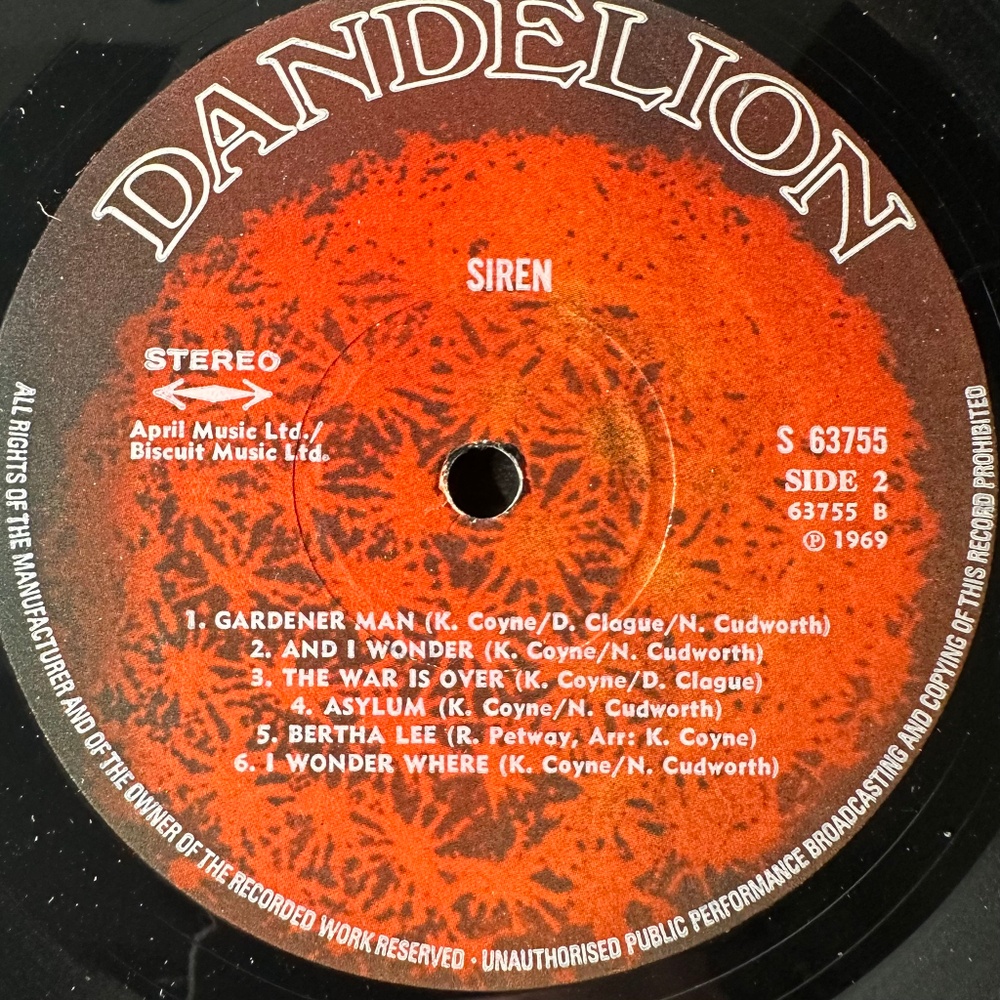 DANDELION
SIREN
STEREO
April Music Ltd./
Biscuit Music Ltd.
S 63755
SIDE 2
63755 B
℗ 1969
1. GARDENER MAN (K. Coyne/D. Clague/N. Cudworth)
2. AND I WONDER (K. Coyne/N. Cudworth)
3. THE WAR IS OVER (K. Coyne/D. Clague)
4. ASYLUM (K. Coyne/N. Cudworth)
5. BERTHA LEE (R. Petway, Arr: K. Coyne)
6. I WONDER WHERE (K. Coyne/N. Cudworth)
ALL RIGHTS OF THE MANUFACTURER AND OF THE OWNER OF THE RECORDED WORK RESERVED · UNAUTHORISED PUBLIC PERFORMANCE BROADCASTING AND COPYING OF THIS RECORD PROHIBITED